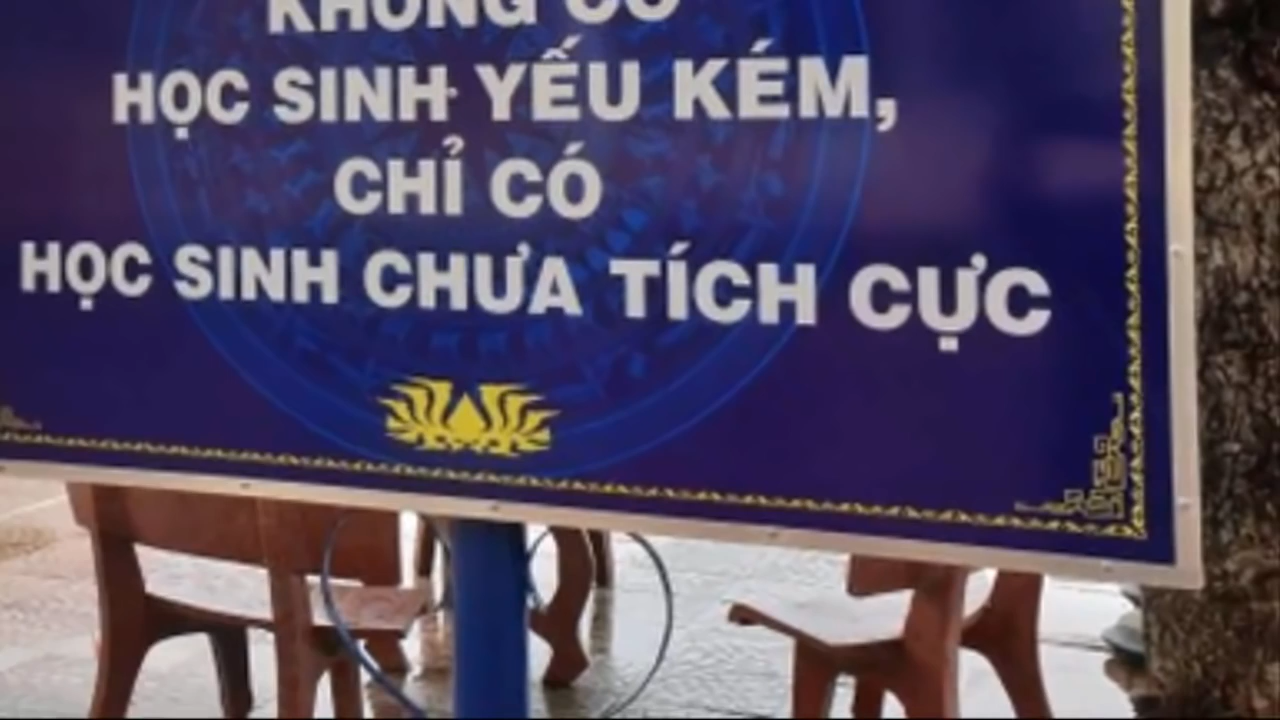 KHÔNG CÓ
HỌC SINH YẾU KÉM,
CHỈ CÓ
HỌC SINH CHƯA TÍCH CỰC